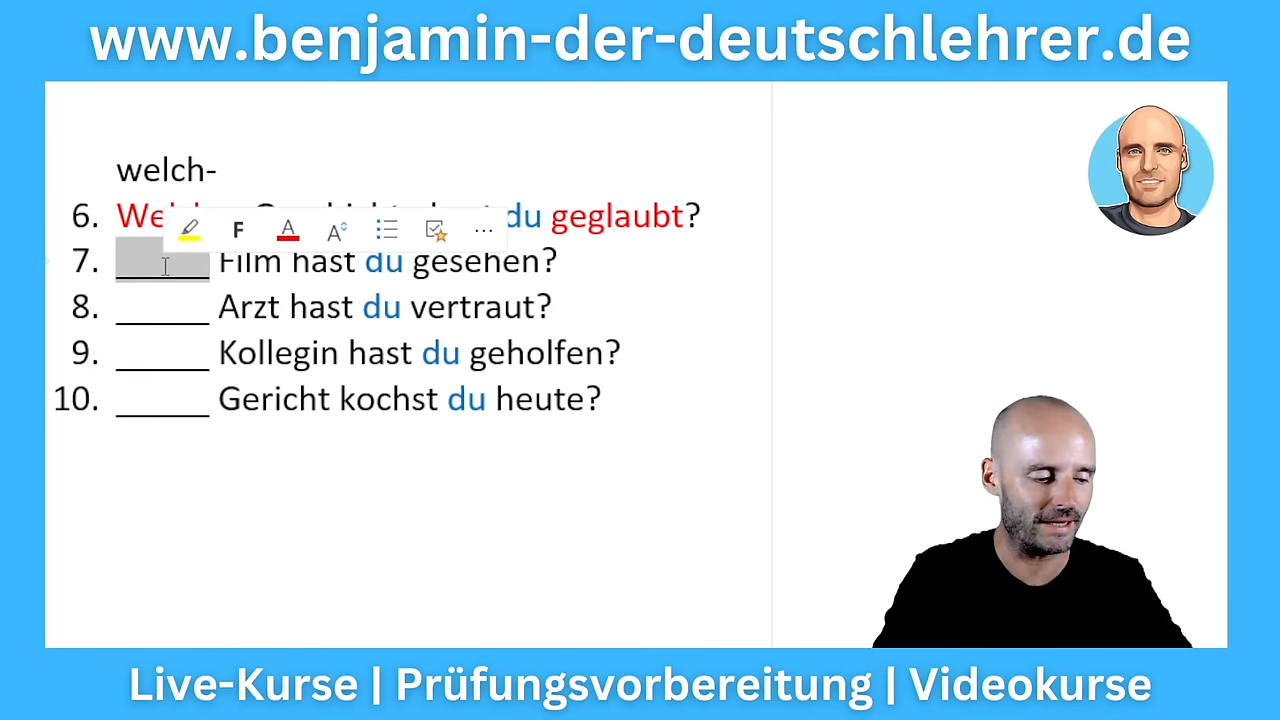 www.benjamin-der-deutschlehrer.de
welch-
6. du geglaubt?
7. ______ Film hast du gesehen?
8. ______ Arzt hast du vertraut?
9. ______ Kollegin hast du geholfen?
10. ______ Gericht kochst du heute?
Live-Kurse | Prüfungsvorbereitung | Videokurse